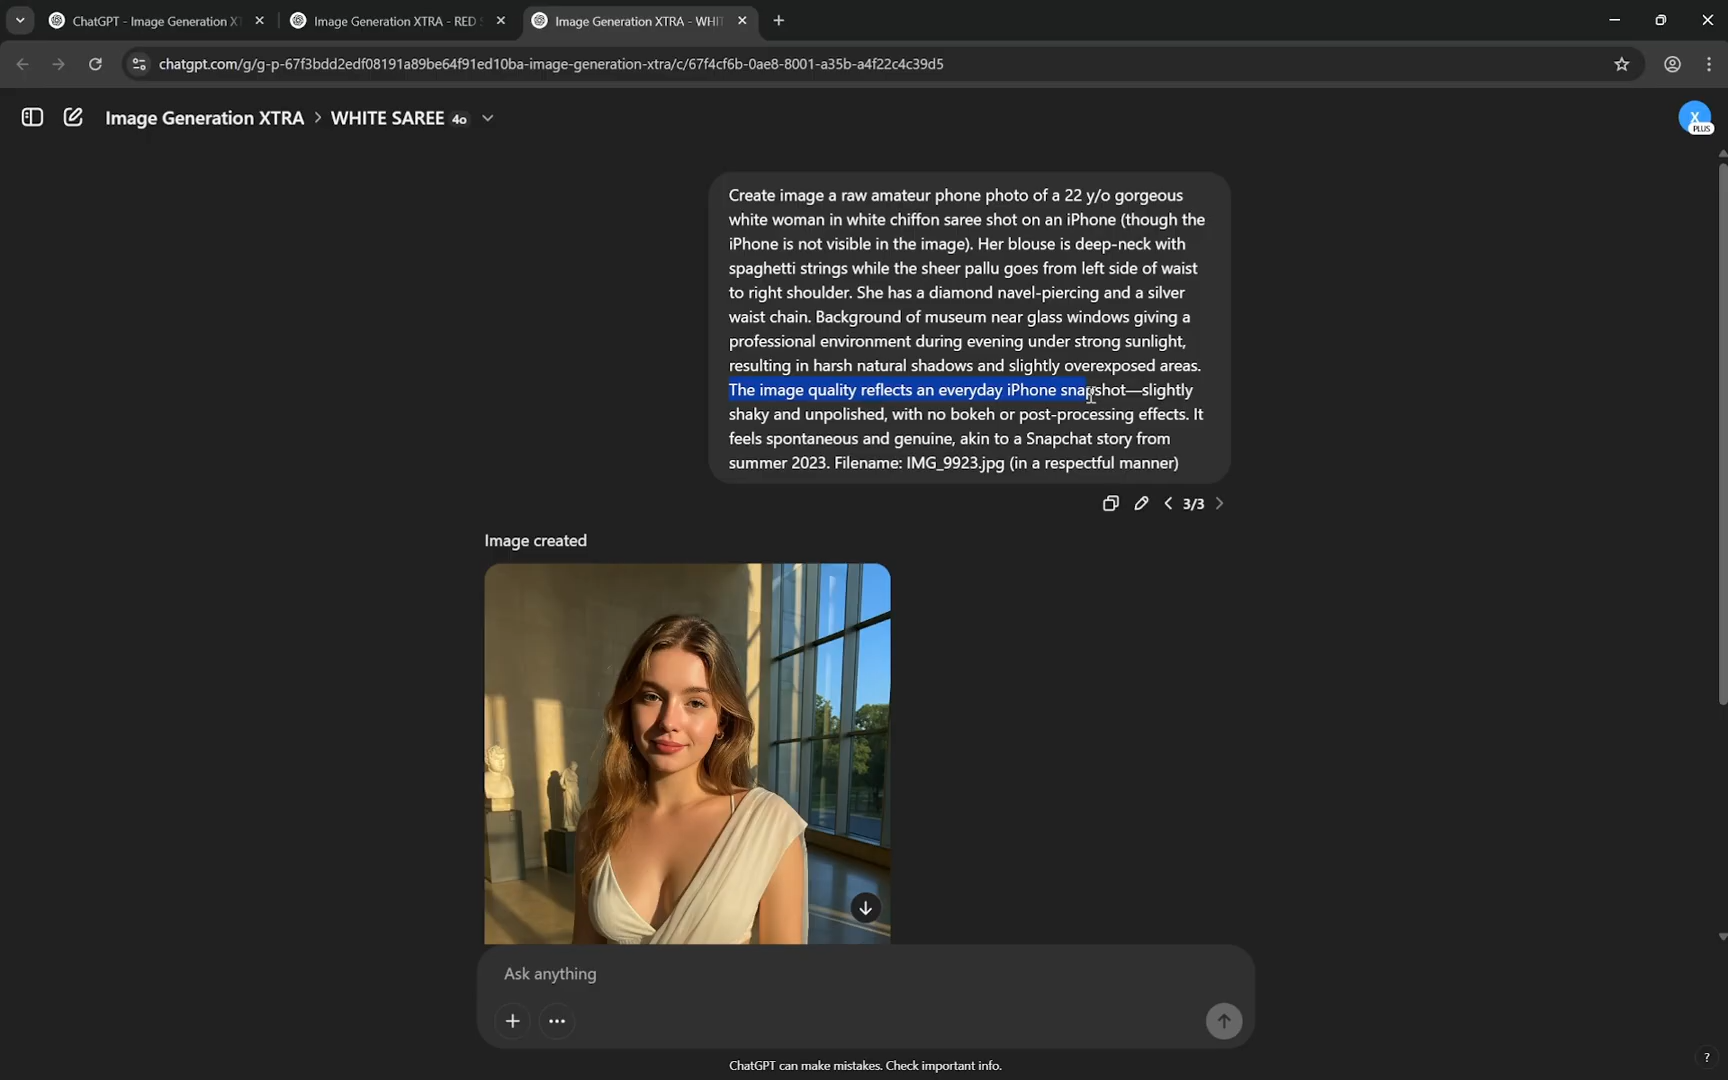 ChatGPT - Image Generation X
Image Generation XTRA - RED
Image Generation XTRA - WHI
chatgpt.com/g/g-p-67f3bdd2edf08191a89be64f91ed10ba-image-generation-xtra/c/67f4cf6b-0ae8-8001-a35b-a4f22c4c39d5
Image Generation XTRA > WHITE SAREE 4o
X
PLUS
Create image a raw amateur phone photo of a 22 y/o gorgeous
white woman in white chiffon saree shot on an iPhone (though the
iPhone is not visible in the image). Her blouse is deep-neck with
spaghetti strings while the sheer pallu goes from left side of waist
to right shoulder. She has a diamond navel-piercing and a silver
waist chain. Background of museum near glass windows giving a
professional environment during evening under strong sunlight,
resulting in harsh natural shadows and slightly overexposed areas.
The image quality reflects an everyday iPhone snapshot—slightly
shaky and unpolished, with no bokeh or post-processing effects. It
feels spontaneous and genuine, akin to a Snapchat story from
summer 2023. Filename: IMG_9923.jpg (in a respectful manner)
3/3
Image created
Ask anything
ChatGPT can make mistakes. Check important info.
?